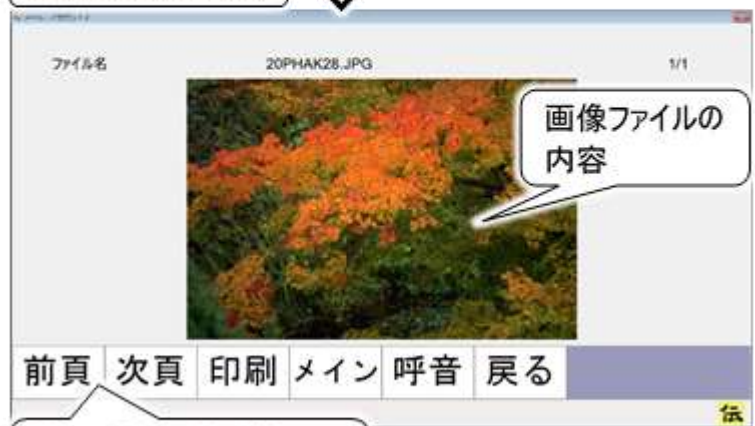 ファイル名 20PHAK28.JPG 1/1
画像ファイルの
内容
前頁 次頁 印刷 メイン 呼音 戻る
伝